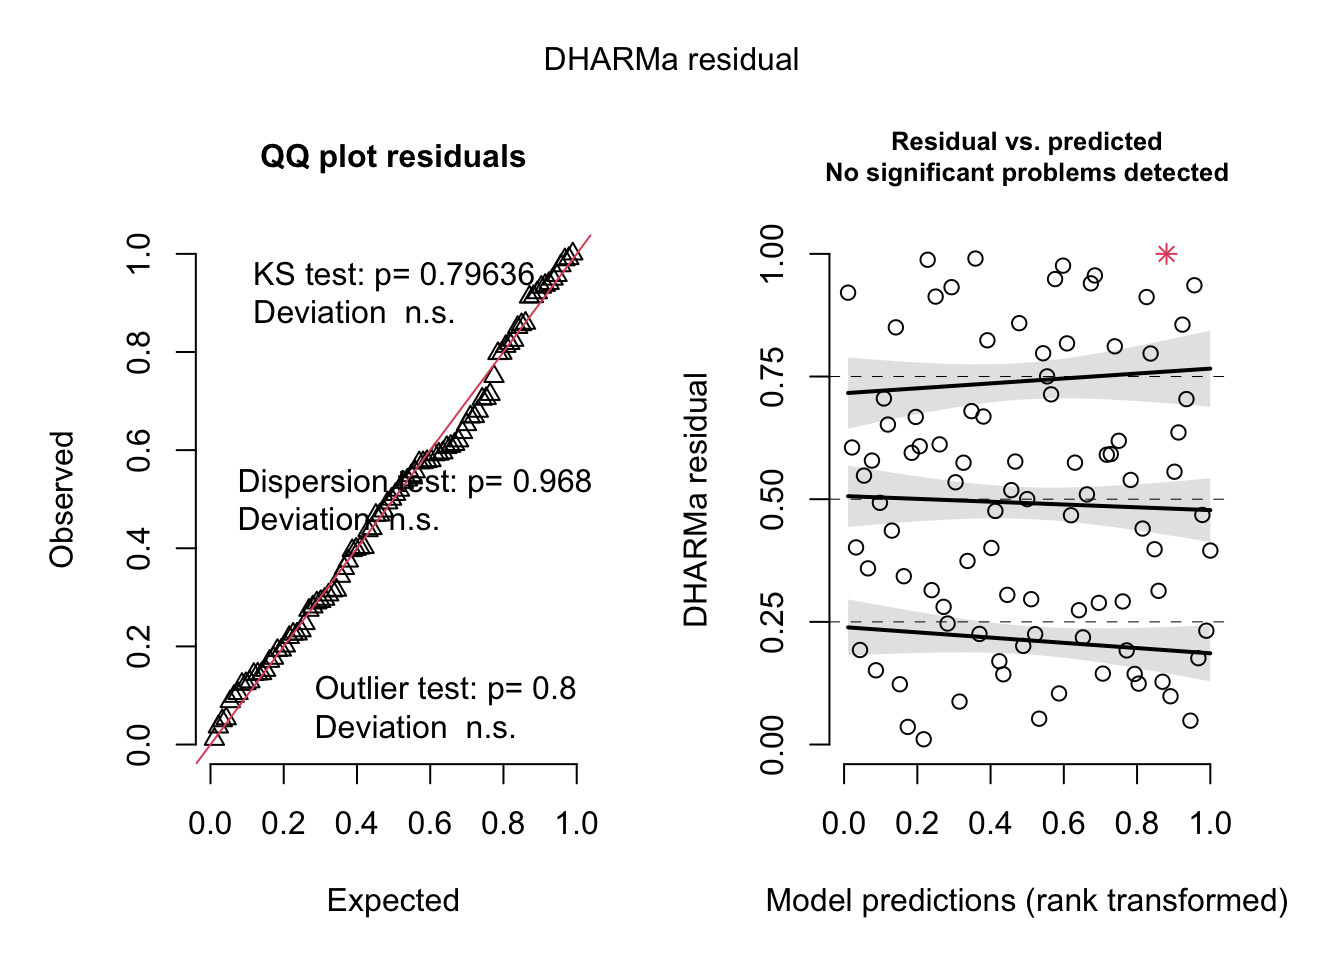 DHARMa residual
QQ plot residuals
KS test: p= 0.79636
Deviation n.s.
Dispersion test: p= 0.968
Deviation n.s.
Outlier test: p= 0.8
Deviation n.s.
Observed
1.0
0.8
0.6
0.4
0.2
0.0
0.0 0.2 0.4 0.6 0.8 1.0
Expected
Residual vs. predicted
No significant problems detected
DHARMa residual
1.00
0.75
0.50
0.25
0.00
0.0 0.2 0.4 0.6 0.8 1.0
Model predictions (rank transformed)